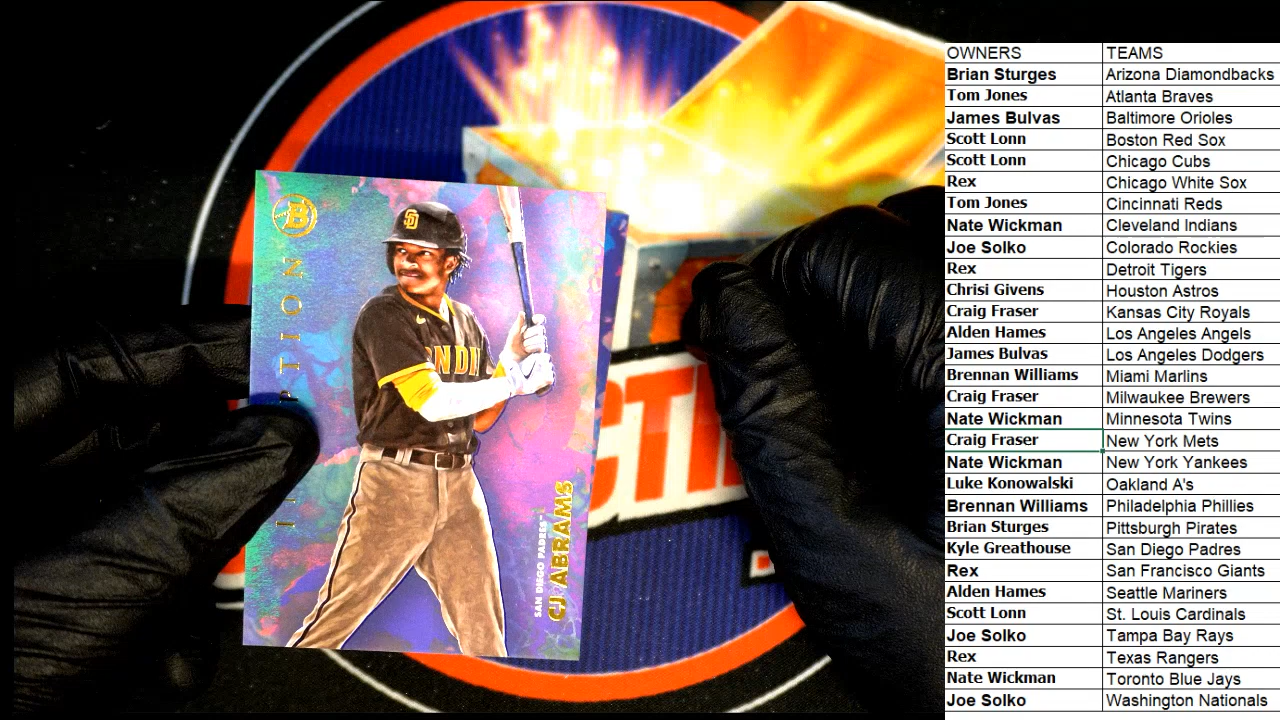 OWNERS TEAMS
Brian Sturges Arizona Diamondbacks
Tom Jones Atlanta Braves
James Bulvas Baltimore Orioles
Scott Lonn Boston Red Sox
Scott Lonn Chicago Cubs
Rex Chicago White Sox
Tom Jones Cincinnati Reds
Nate Wickman Cleveland Indians
Joe Solko Colorado Rockies
Rex Detroit Tigers
Chrisi Givens Houston Astros
Craig Fraser Kansas City Royals
Alden Hames Los Angeles Angels
James Bulvas Los Angeles Dodgers
Brennan Williams Miami Marlins
Craig Fraser Milwaukee Brewers
Nate Wickman Minnesota Twins
Craig Fraser New York Mets
Nate Wickman New York Yankees
Luke Konowalski Oakland A's
Brennan Williams Philadelphia Phillies
Brian Sturges Pittsburgh Pirates
Kyle Greathouse San Diego Padres
Rex San Francisco Giants
Alden Hames Seattle Mariners
Scott Lonn St. Louis Cardinals
Joe Solko Tampa Bay Rays
Rex Texas Rangers
Nate Wickman Toronto Blue Jays
Joe Solko Washington Nationals
B
SD
SAN DIEGO PADRES™
CJ ABRAMS